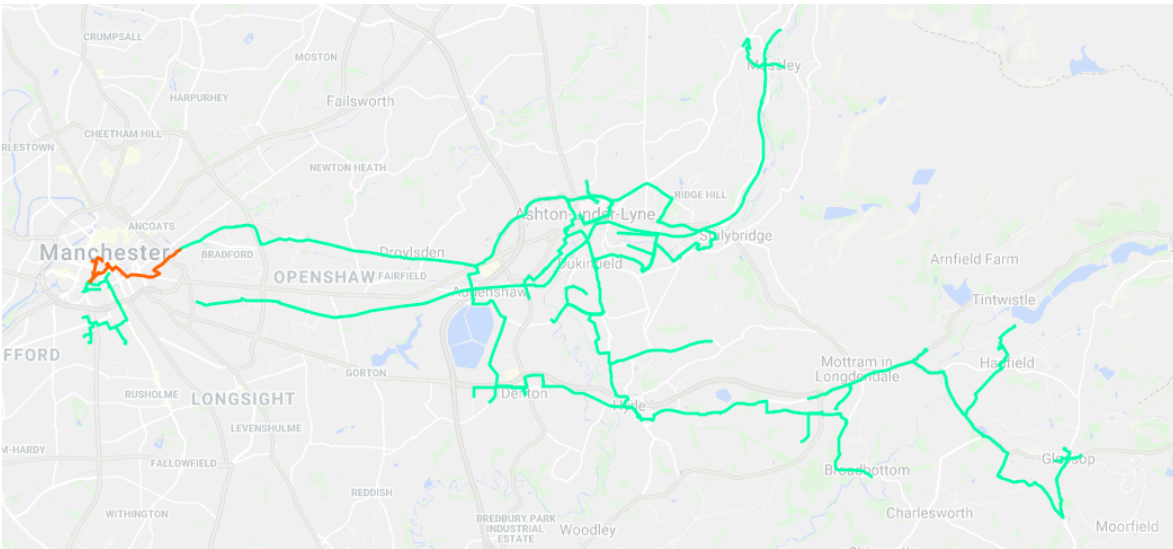 CRUMPSALL
MOSTON
Mossley
HARPURHEY
Failsworth
CHEETHAM HILL
RLESTOWN
NEWTON HEATH
RIDGE HILL
Ashton-under-Lyne
ANCOATS
Stalybridge
Manchester
BRADFORD
Droylsden
Arnfield Farm
OPENSHAW
FAIRFIELD
Dukinfield
Audenshaw
Tintwistle
FFORD
Mottram in
Longdendale
Hadfield
GORTON
RUSHOLME
LONGSIGHT
Denton
Hyde
LEVENSHULME
M-HARDY
FALLOWFIELD
Glossop
Broadbottom
REDDISH
WITHINGTON
BREDBURY PARK
INDUSTRIAL
ESTATE
Woodley
Charlesworth
Moorfield